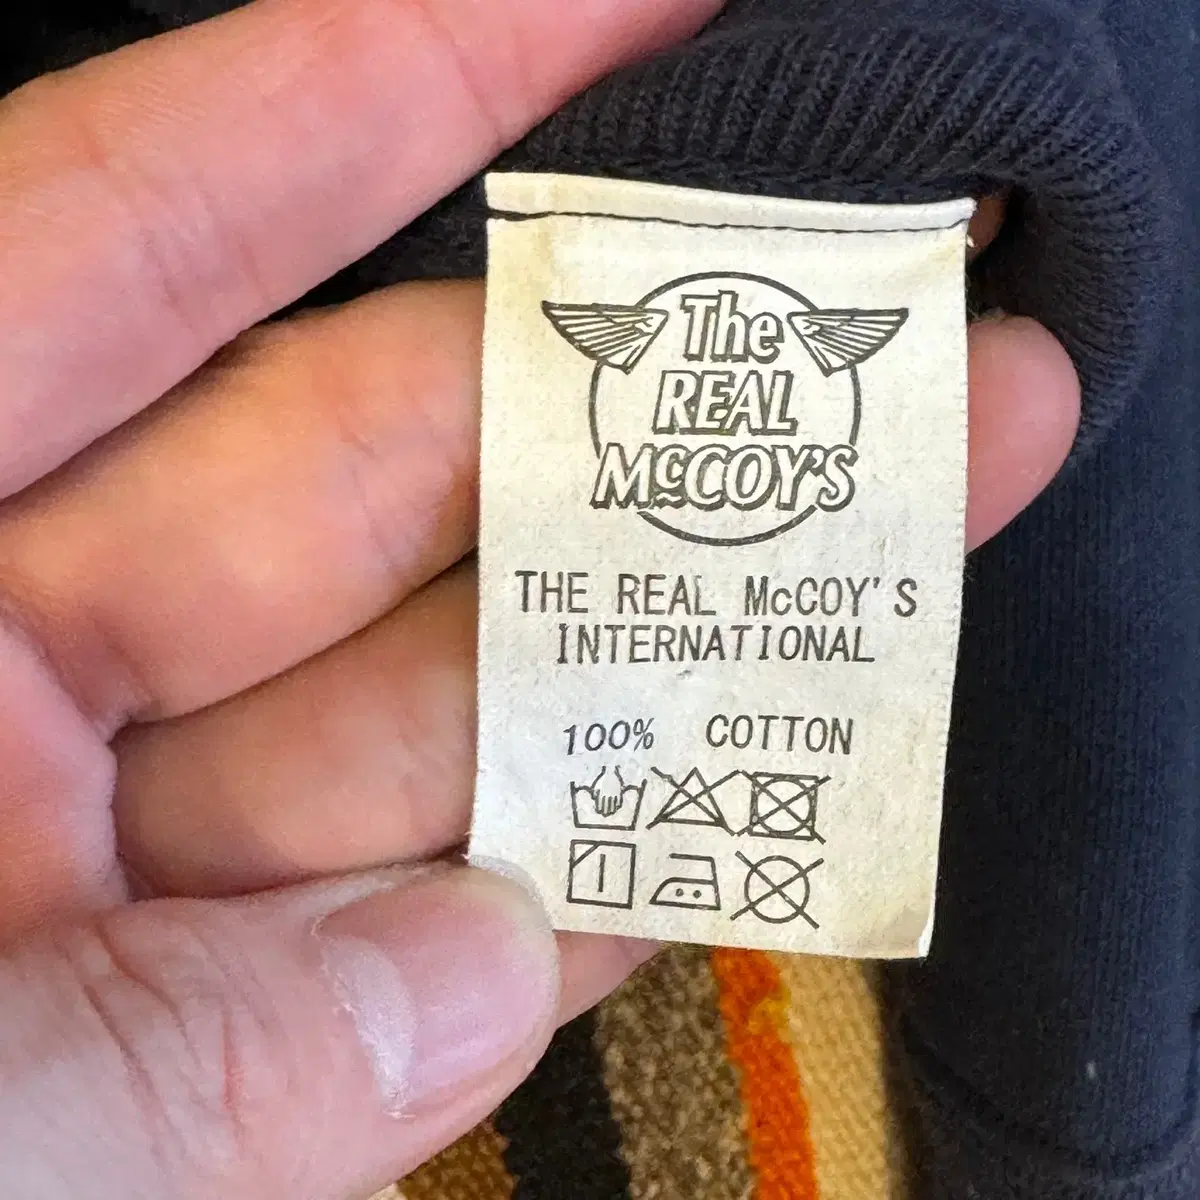 The
REAL
McCOY'S
THE REAL McCOY'S
INTERNATIONAL
100% COTTON